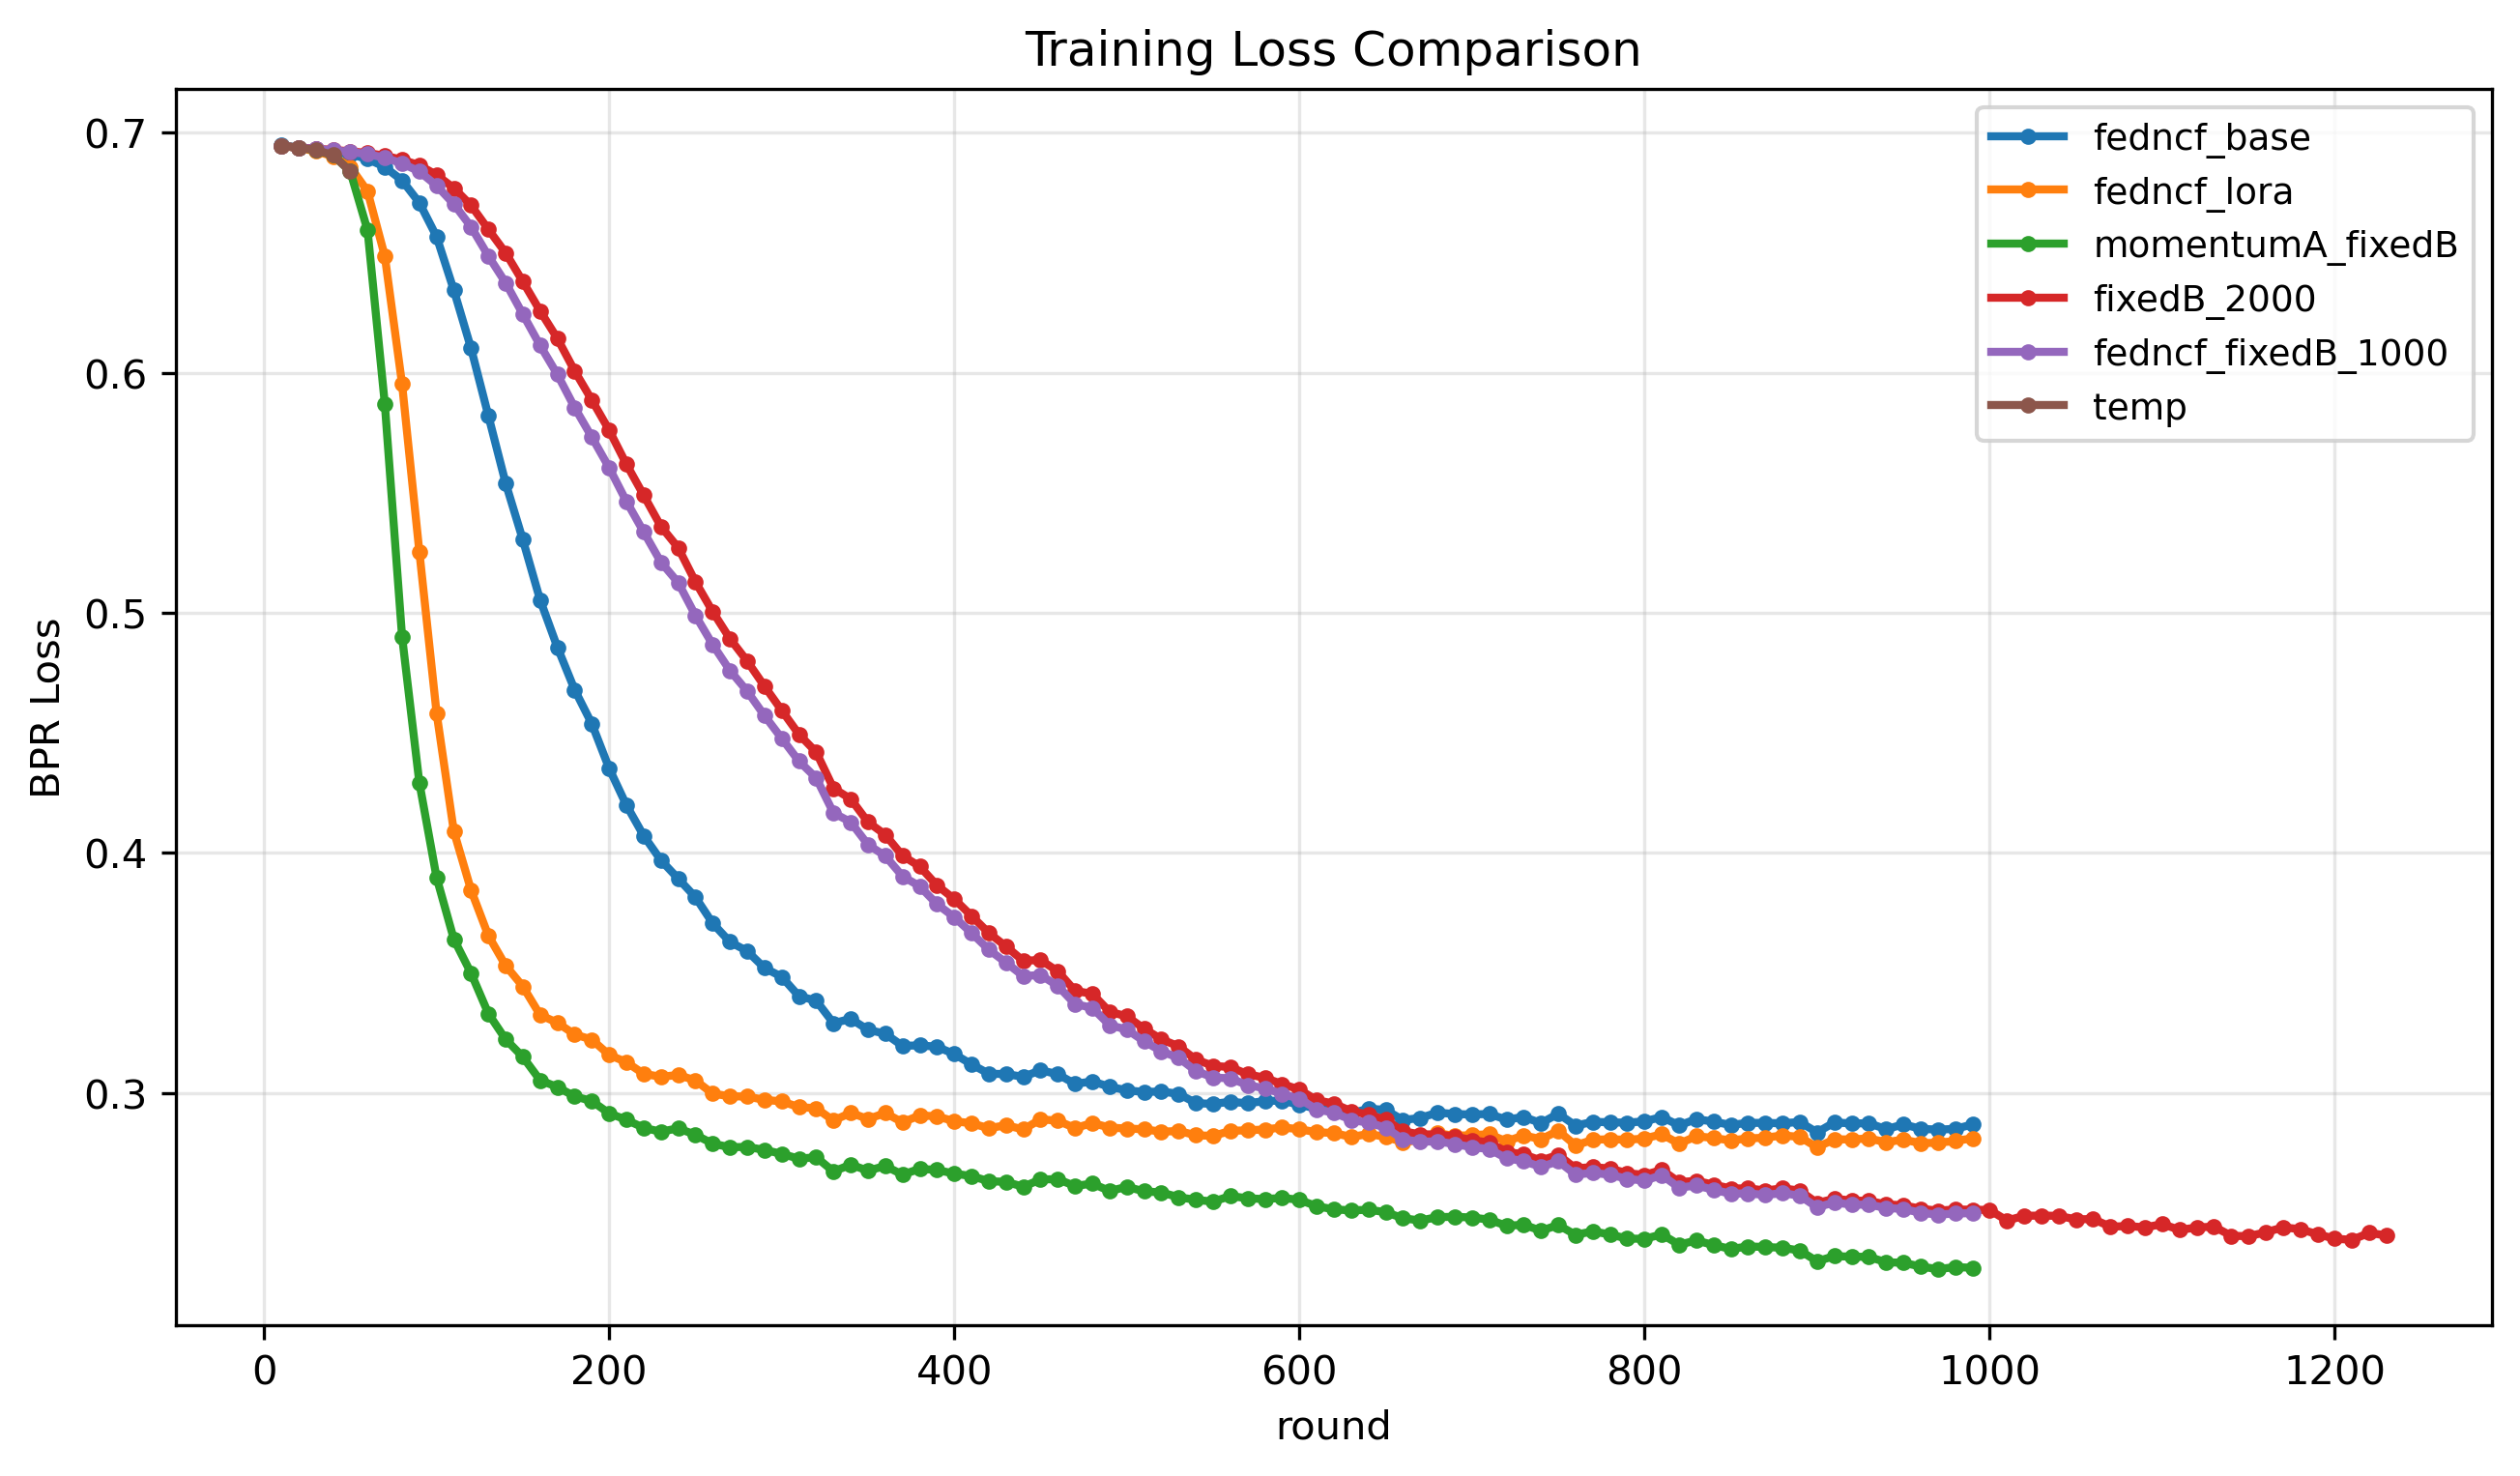 Training Loss Comparison
BPR Loss
0.7
0.6
0.5
0.4
0.3
0
200
400
600
800
1000
1200
round
fedncf_base
fedncf_lora
momentumA_fixedB
fixedB_2000
fedncf_fixedB_1000
temp